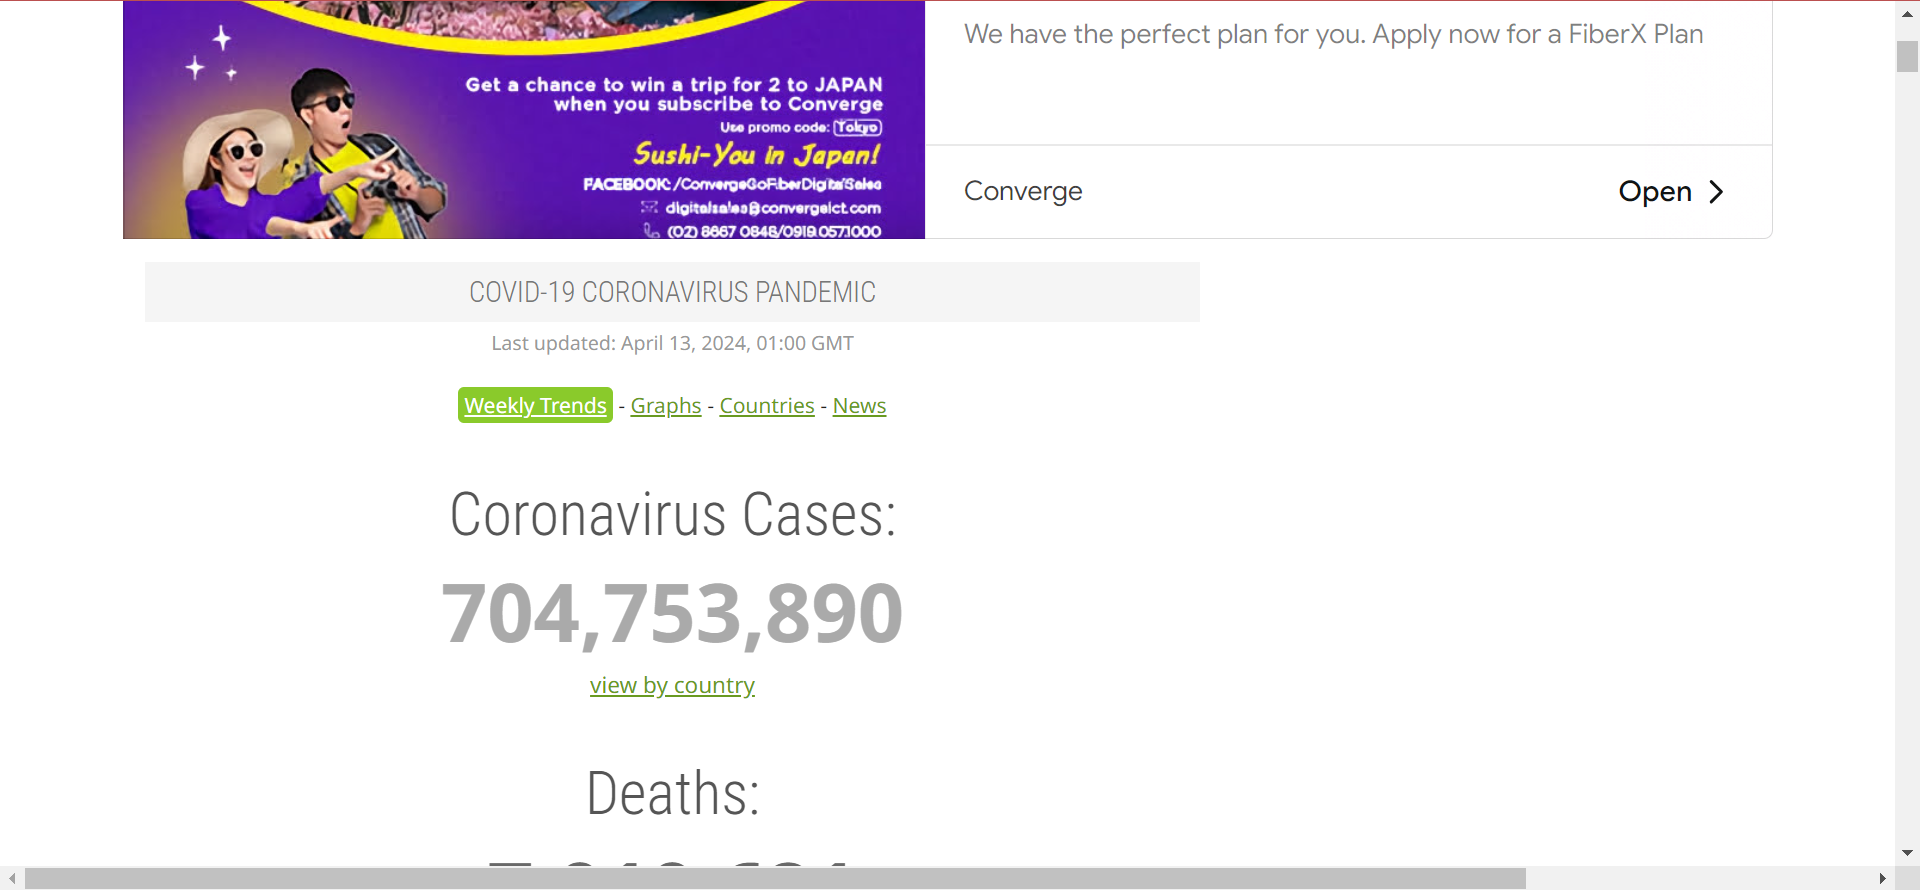 Get a chance to win a trip for 2 to JAPAN
when you subscribe to Converge
Use promo code: Tokyo
Sushi-You in Japan!
FACEBOOK: /ConvergeGoFiberDigitalSales
digitalsales@convergeict.com
(02) 8667 0848/0919.057.1000
We have the perfect plan for you. Apply now for a FiberX Plan
Converge
Open
COVID-19 CORONAVIRUS PANDEMIC
Last updated: April 13, 2024, 01:00 GMT
Weekly Trends - Graphs - Countries - News
Coronavirus Cases:
704,753,890
view by country
Deaths: